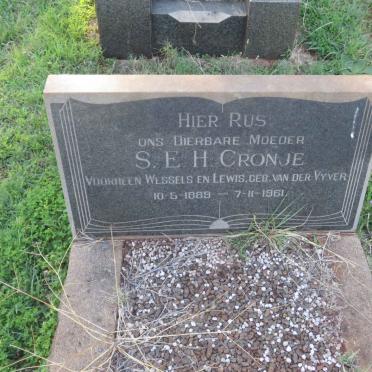 HIER RUS
ONS DIERBARE MOEDER
S. E. H. CRONJE
VOORHEEN WESSELS EN LEWIS, GEB. VAN DER VYVER
10-5-1889 - 7-11-1961